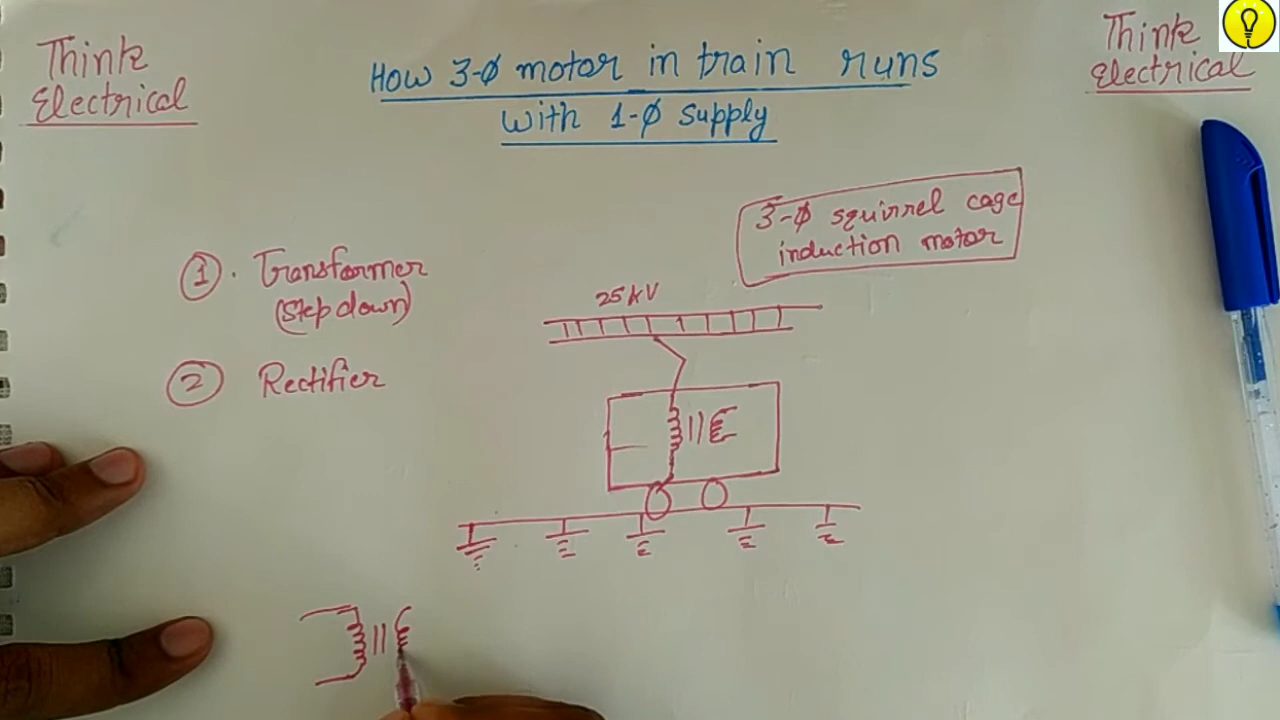 Think
Electrical
How 3-Ø motor in train runs
with 1-Ø supply
Think
Electrical
3-Ø squirrel cage
induction motor
1. Transformer
(Step down)
2 Rectifier
25 kV